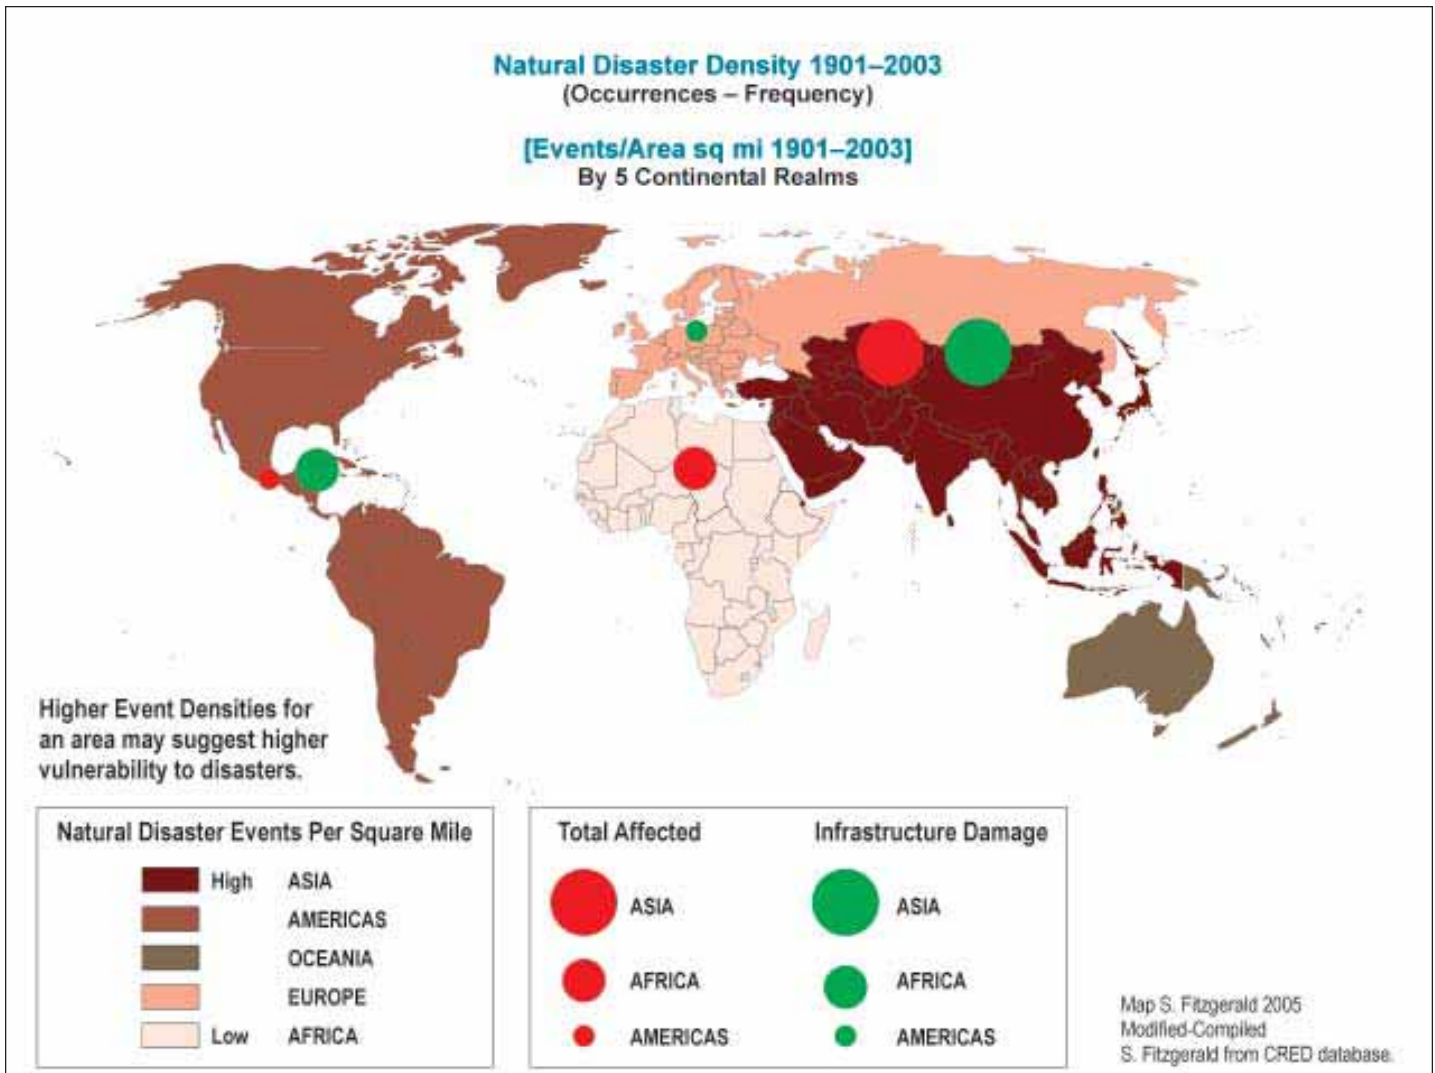 Natural Disaster Density 1901–2003
(Occurrences – Frequency)
[Events/Area sq mi 1901–2003]
By 5 Continental Realms
Higher Event Densities for
an area may suggest higher
vulnerability to disasters.
Natural Disaster Events Per Square Mile
High ASIA
AMERICAS
OCEANIA
EUROPE
Low AFRICA
Total Affected
ASIA
AFRICA
AMERICAS
Infrastructure Damage
ASIA
AFRICA
AMERICAS
Map S. Fitzgerald 2005
Modified-Compiled
S. Fitzgerald from CRED database.